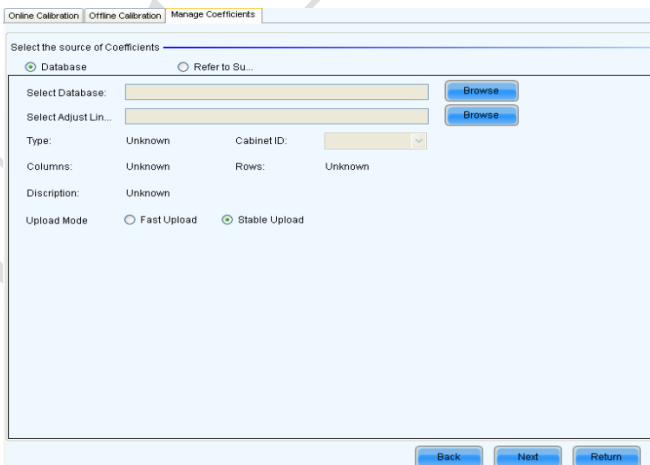 Online Calibration Offline Calibration Manage Coefficients
Select the source of Coefficients
Database Refer to Su...
Select Database: Browse
Select Adjust Lin... Browse
Type: Unknown Cabinet ID:
Columns: Unknown Rows: Unknown
Discription: Unknown
Upload Mode Fast Upload Stable Upload
Back Next Return